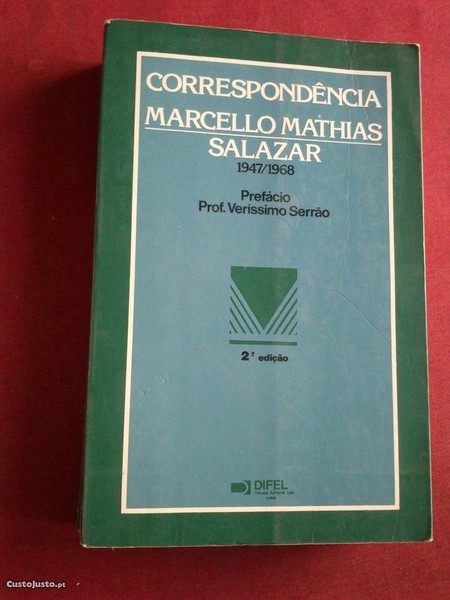 CORRESPONDÊNCIA
MARCELLO MATHIAS
SALAZAR
1947/1968
Prefácio
Prof. Veríssimo Serrão
2ª edição
DIFEL
CustoJusto.pt